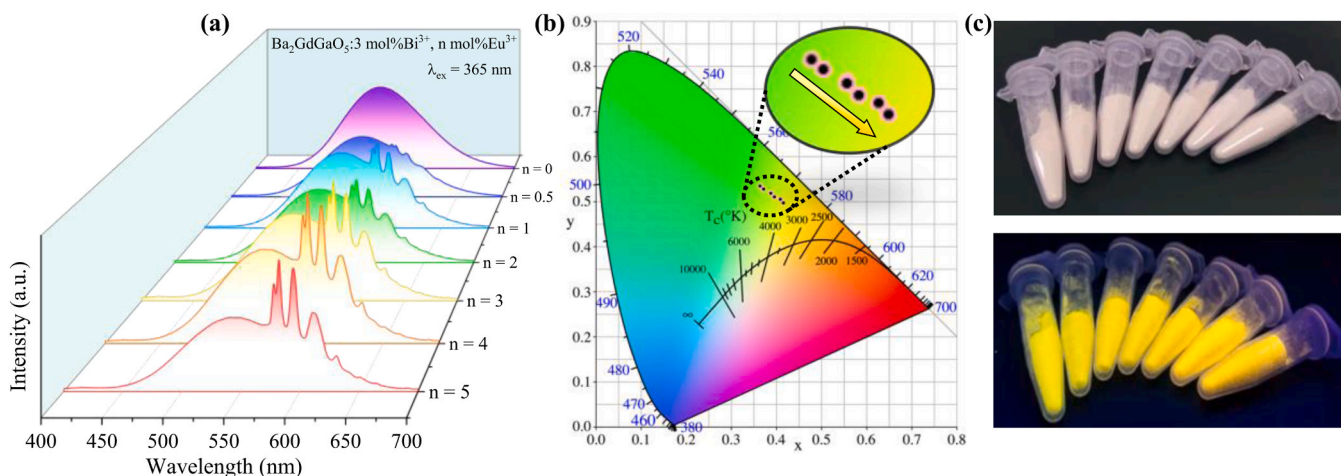 (a)
Ba₂GdGaO₅:3 mol%Bi³⁺, n mol%Eu³⁺
λex = 365 nm
n = 0
n = 0.5
n = 1
n = 2
n = 3
n = 4
n = 5
Intensity (a.u.)
400 450 500 550 600 650 700
Wavelength (nm)
(b)
0.9
0.8
0.7
0.6
0.5
0.4
0.3
0.2
0.1
0.0
y
520
540
560
580
600
620
700
500
490
480
470
460
380
Tc(°K)
10000
6000
4000
3000
2500
2000
1500
∞
0.0 0.1 0.2 0.3 0.4 0.5 0.6 0.7 0.8
x
(c)